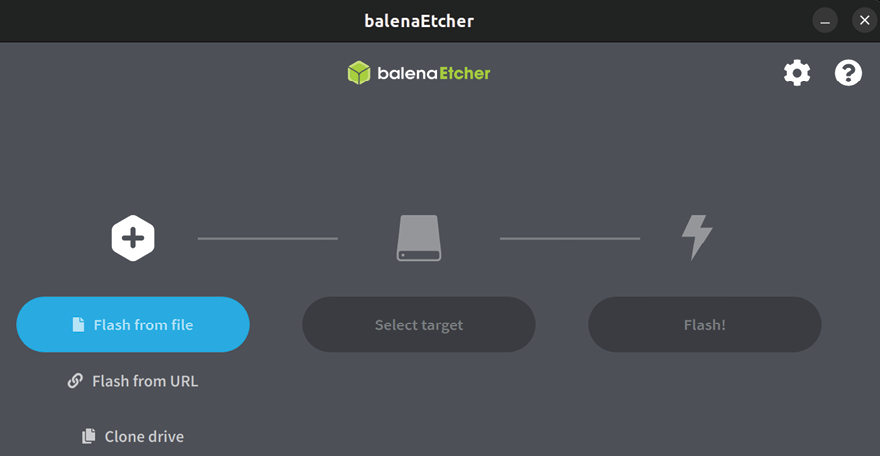 balenaEtcher
balenaEtcher
Flash from file
Select target
Flash!
Flash from URL
Clone drive